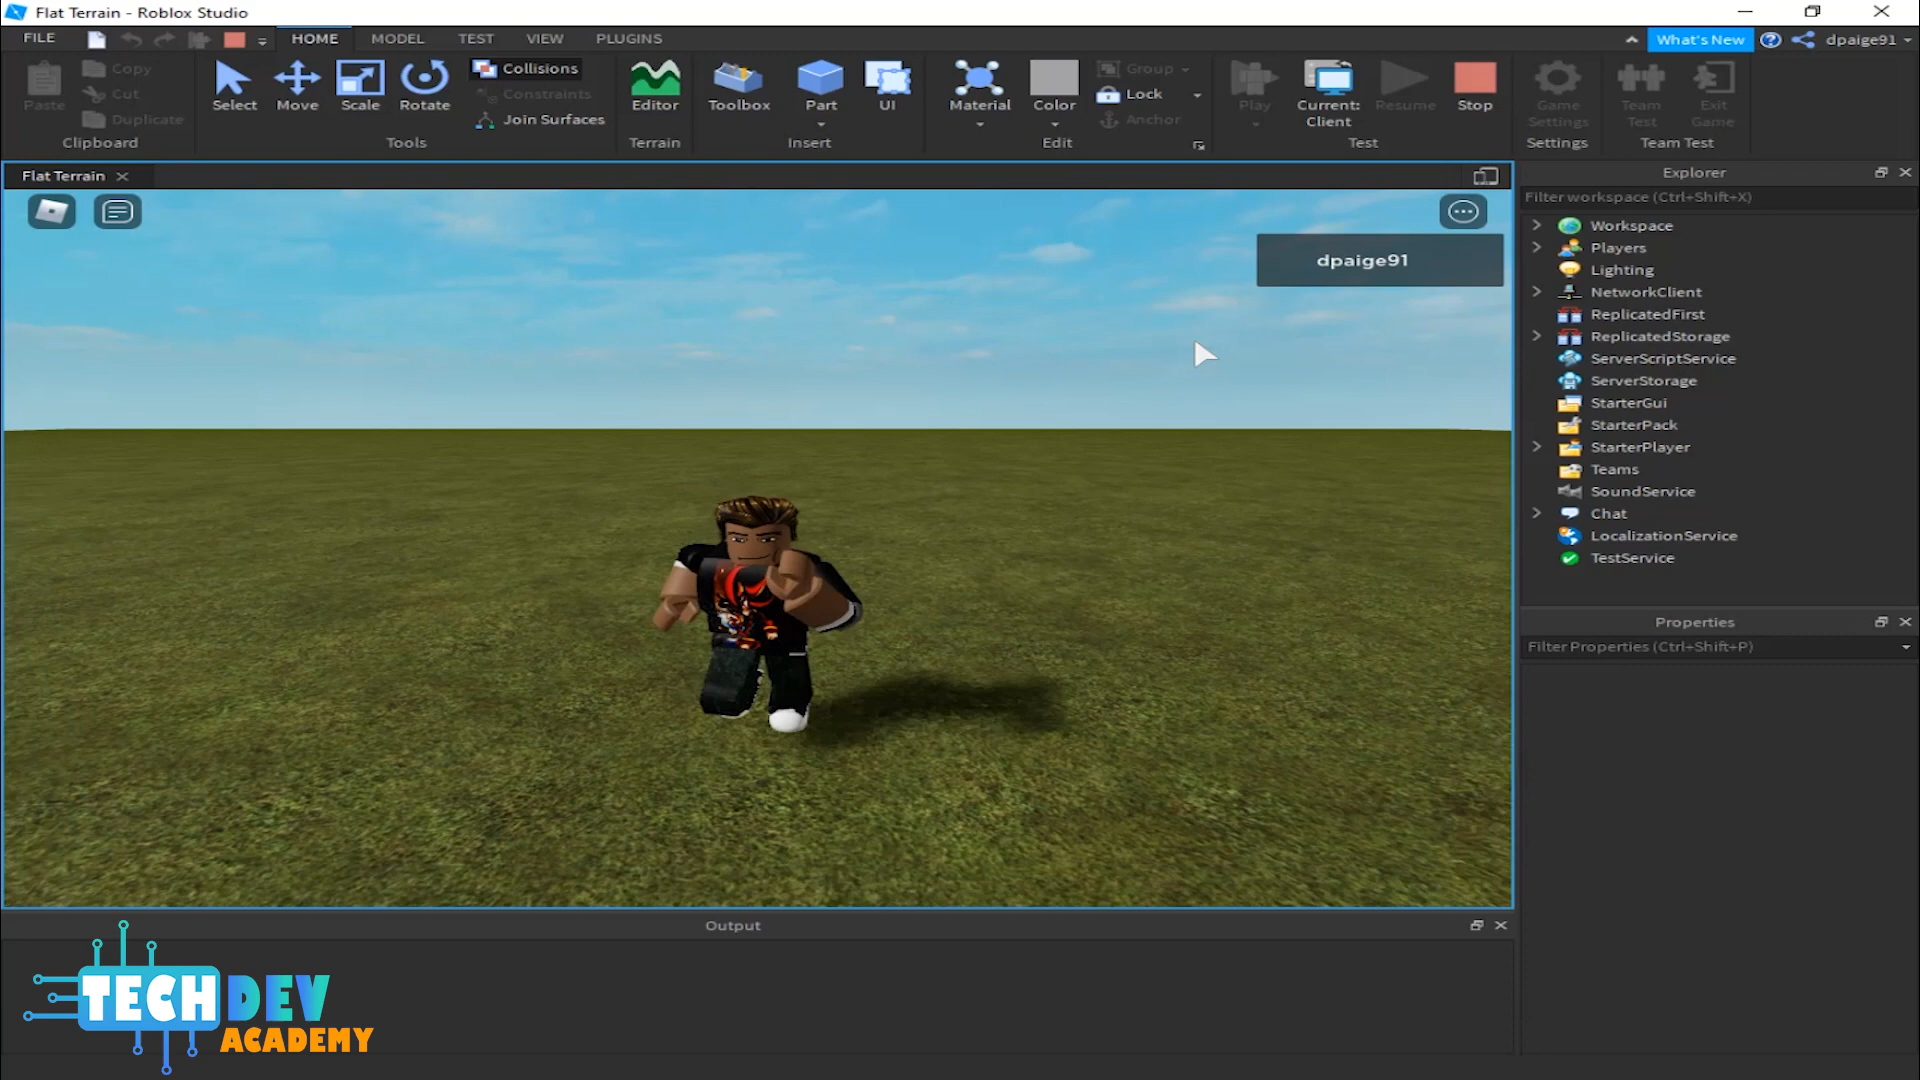 Flat Terrain - Roblox Studio
FILE
HOME
MODEL
TEST
VIEW
PLUGINS
What's New
dpaige91
Paste
Copy
Cut
Duplicate
Clipboard
Select
Move
Scale
Rotate
Collisions
Constraints
Join Surfaces
Tools
Editor
Terrain
Toolbox
Part
UI
Insert
Material
Color
Group
Lock
Anchor
Edit
Play
Current:
Client
Resume
Stop
Test
Game
Settings
Settings
Team
Test
Exit
Game
Team Test
Flat Terrain
dpaige91
Explorer
Filter workspace (Ctrl+Shift+X)
Workspace
Players
Lighting
NetworkClient
ReplicatedFirst
ReplicatedStorage
ServerScriptService
ServerStorage
StarterGui
StarterPack
StarterPlayer
Teams
SoundService
Chat
LocalizationService
TestService
Properties
Filter Properties (Ctrl+Shift+P)
Output
TECH DEV
ACADEMY